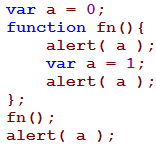 var a = 0;
function fn(){
    alert( a );
    var a = 1;
    alert( a );
};
fn();
alert( a );